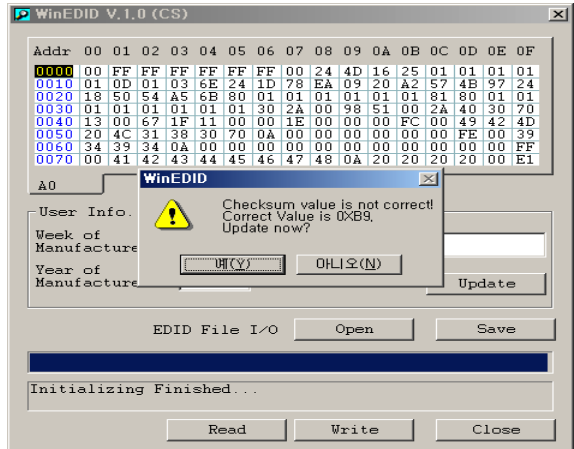 WinEDID V.1.0 (CS)
Addr 00 01 02 03 04 05 06 07 08 09 0A 0B 0C 0D 0E 0F
0000 00 FF FF FF FF FF FF 00 24 4D 16 25 01 01 01 01
0010 01 0D 01 03 6E 24 1D 78 EA 09 20 A2 57 4B 97 24
0020 18 50 54 A5 6B 80 01 01 01 01 01 01 81 80 01 01
0030 01 01 01 01 01 01 30 2A 00 98 51 00 2A 40 30 70
0040 13 00 67 1F 11 00 00 1E 00 00 00 FC 00 49 42 4D
0050 20 4C 31 38 30 70 0A 00 00 00 00 00 00 FE 00 39
0060 34 39 34 0A 00 00 00 00 00 00 00 00 00 00 00 FF
0070 00 41 42 43 44 45 46 47 48 0A 20 20 20 20 00 E1
A0
WinEDID
Checksum value is not correct!
Correct Value is 0XB9,
Update now?
예(Y)
아니오(N)
User Info.
Week of
Manufacture
Year of
Manufacture
Update
EDID File I/O
Open
Save
Initializing Finished...
Read
Write
Close